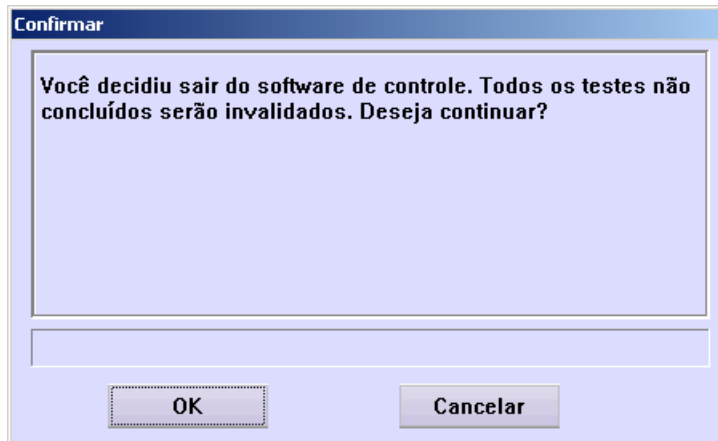 Confirmar
Você decidiu sair do software de controle. Todos os testes não
concluídos serão invalidados. Deseja continuar?
OK
Cancelar